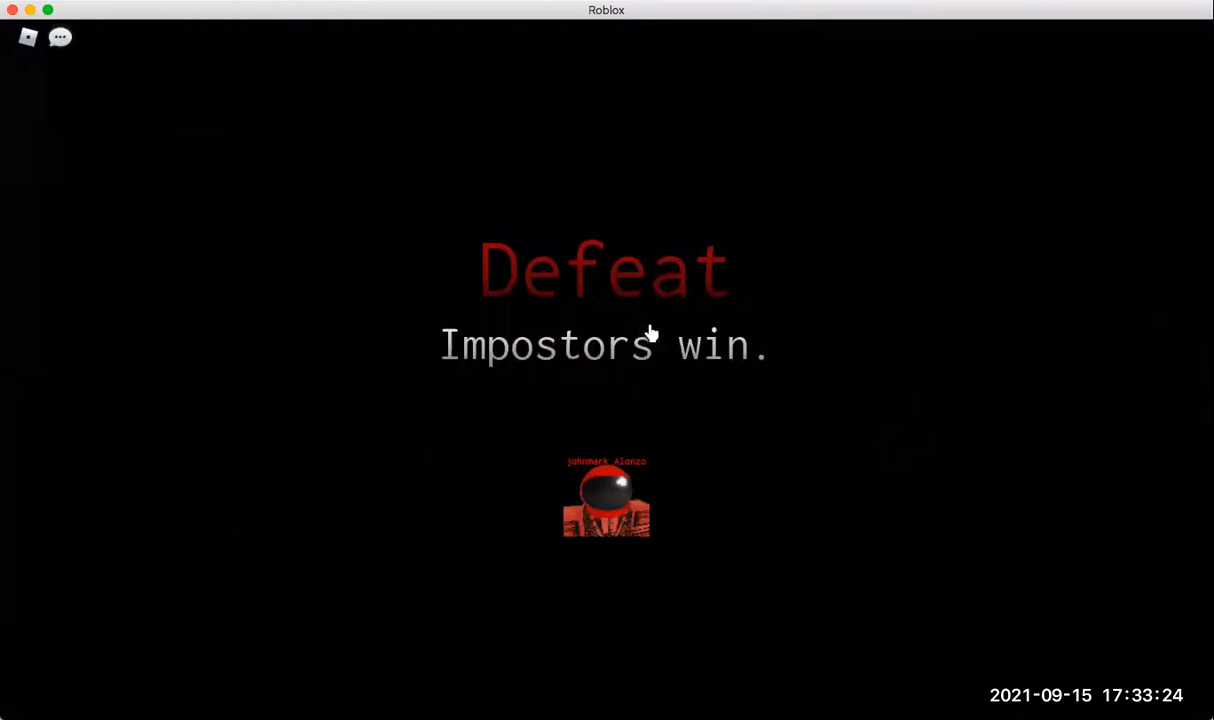 Roblox
Defeat
Impostors win.
johnmark_Alonzo
2021-09-15 17:33:24